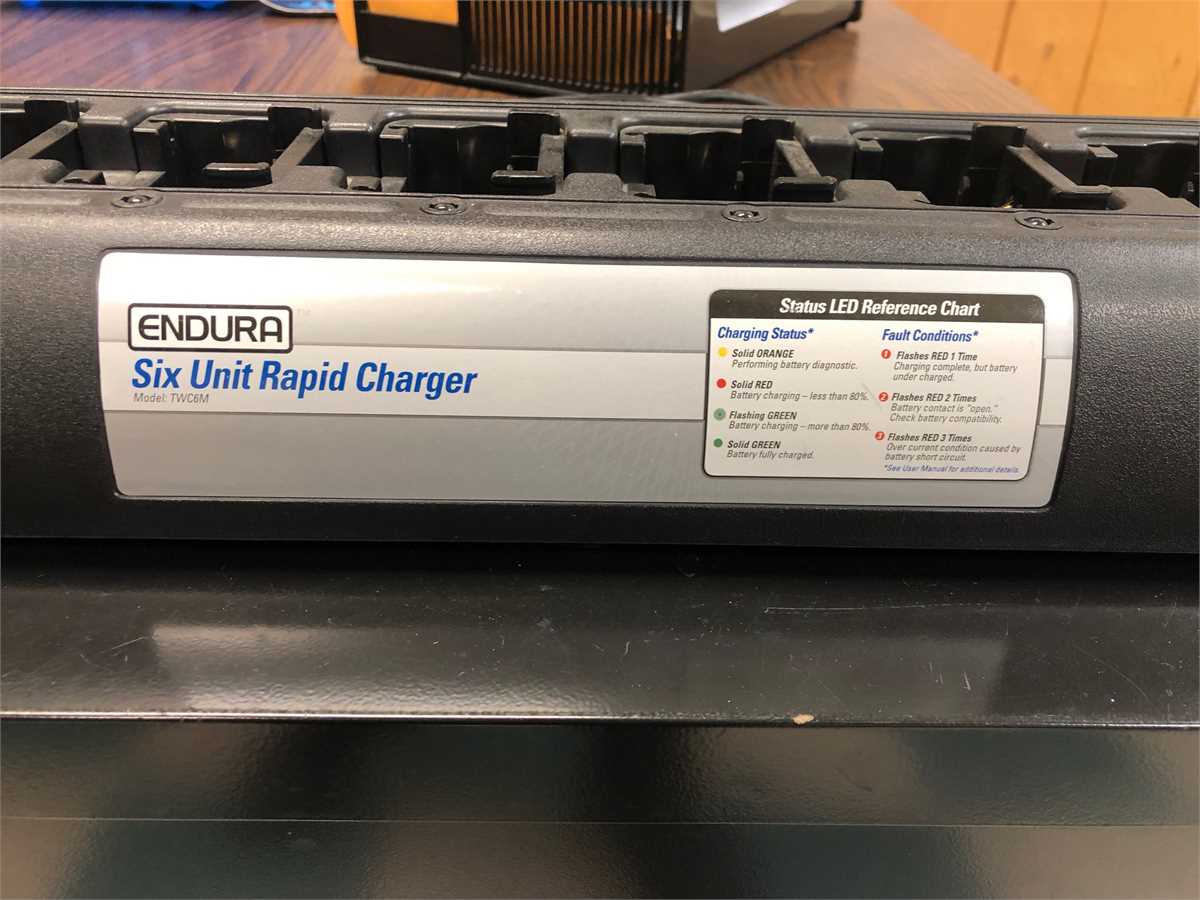 ENDURA™
Six Unit Rapid Charger
Model: TWC6M
Status LED Reference Chart
Charging Status*
Solid ORANGE
Performing battery diagnostic.
Solid RED
Battery charging – less than 80%.
Flashing GREEN
Battery charging – more than 80%.
Solid GREEN
Battery fully charged.
Fault Conditions*
1 Flashes RED 1 Time
Charging complete, but battery
under charged.
2 Flashes RED 2 Times
Battery contact is "open."
Check battery compatibility.
3 Flashes RED 3 Times
Over current condition caused by
battery short circuit.
*See User Manual for additional details.